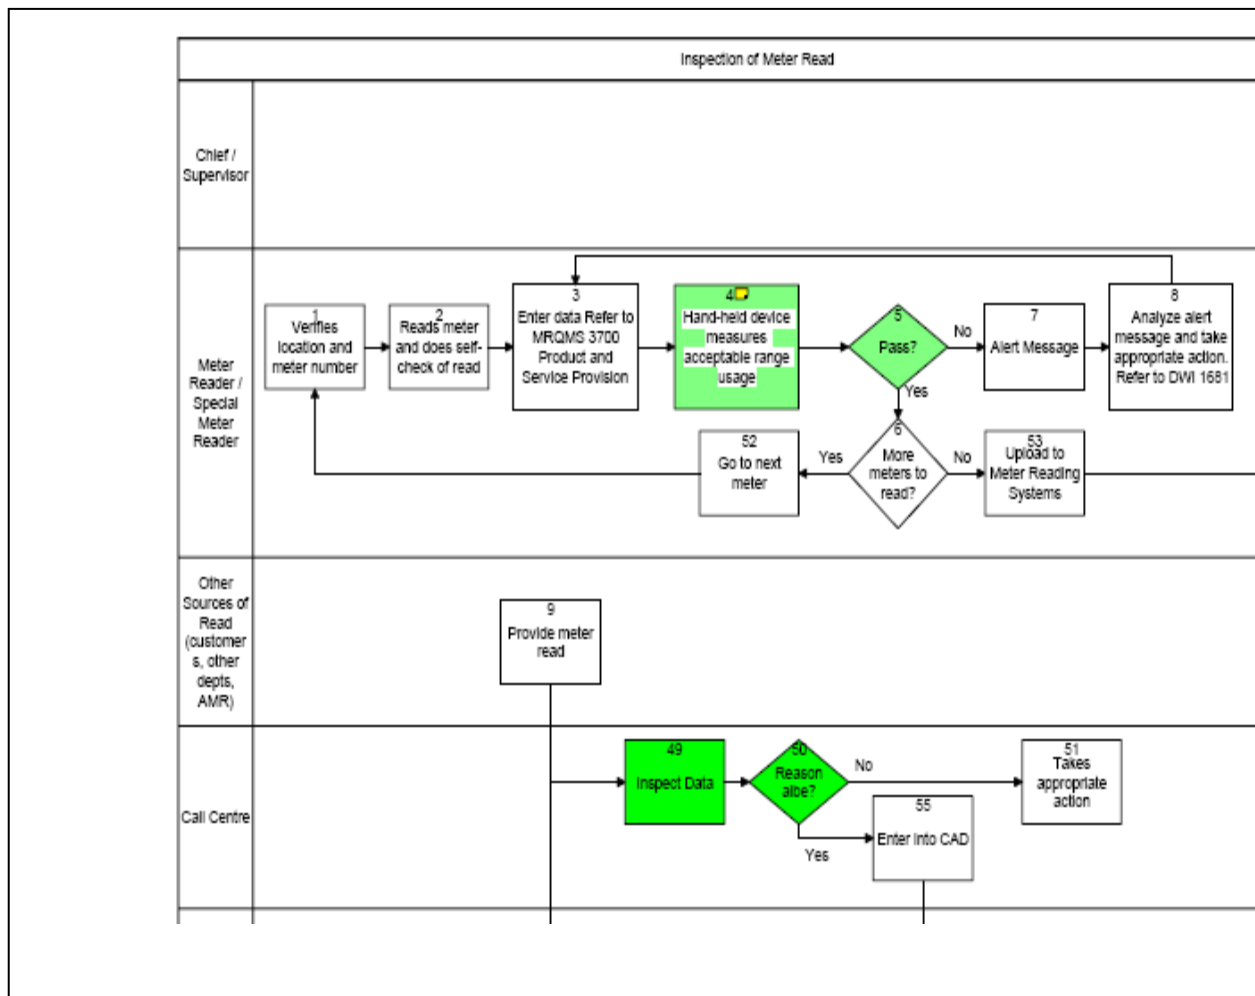 Inspection of Meter Read
Chief /
Supervisor
Meter
Reader /
Special
Meter
Reader
1
Verifies
location and
meter number
2
Reads meter
and does self-
check of read
3
Enter data Refer to
MRQMS 3700
Product and
Service Provision
4
Hand-held device
measures
acceptable range
usage
5
Pass?
No
Yes
7
Alert Message
8
Analyze alert
message and take
appropriate action.
Refer to DWI 1681
52
Go to next
meter
Yes
6
More
meters to
read?
No
53
Upload to
Meter Reading
Systems
Other
Sources of
Read
(customer
s, other
depts,
AMR)
9
Provide meter
read
Call Centre
49
Inspect Data
50
Reason
albe?
No
Yes
51
Takes
appropriate
action
55
Enter into CAD